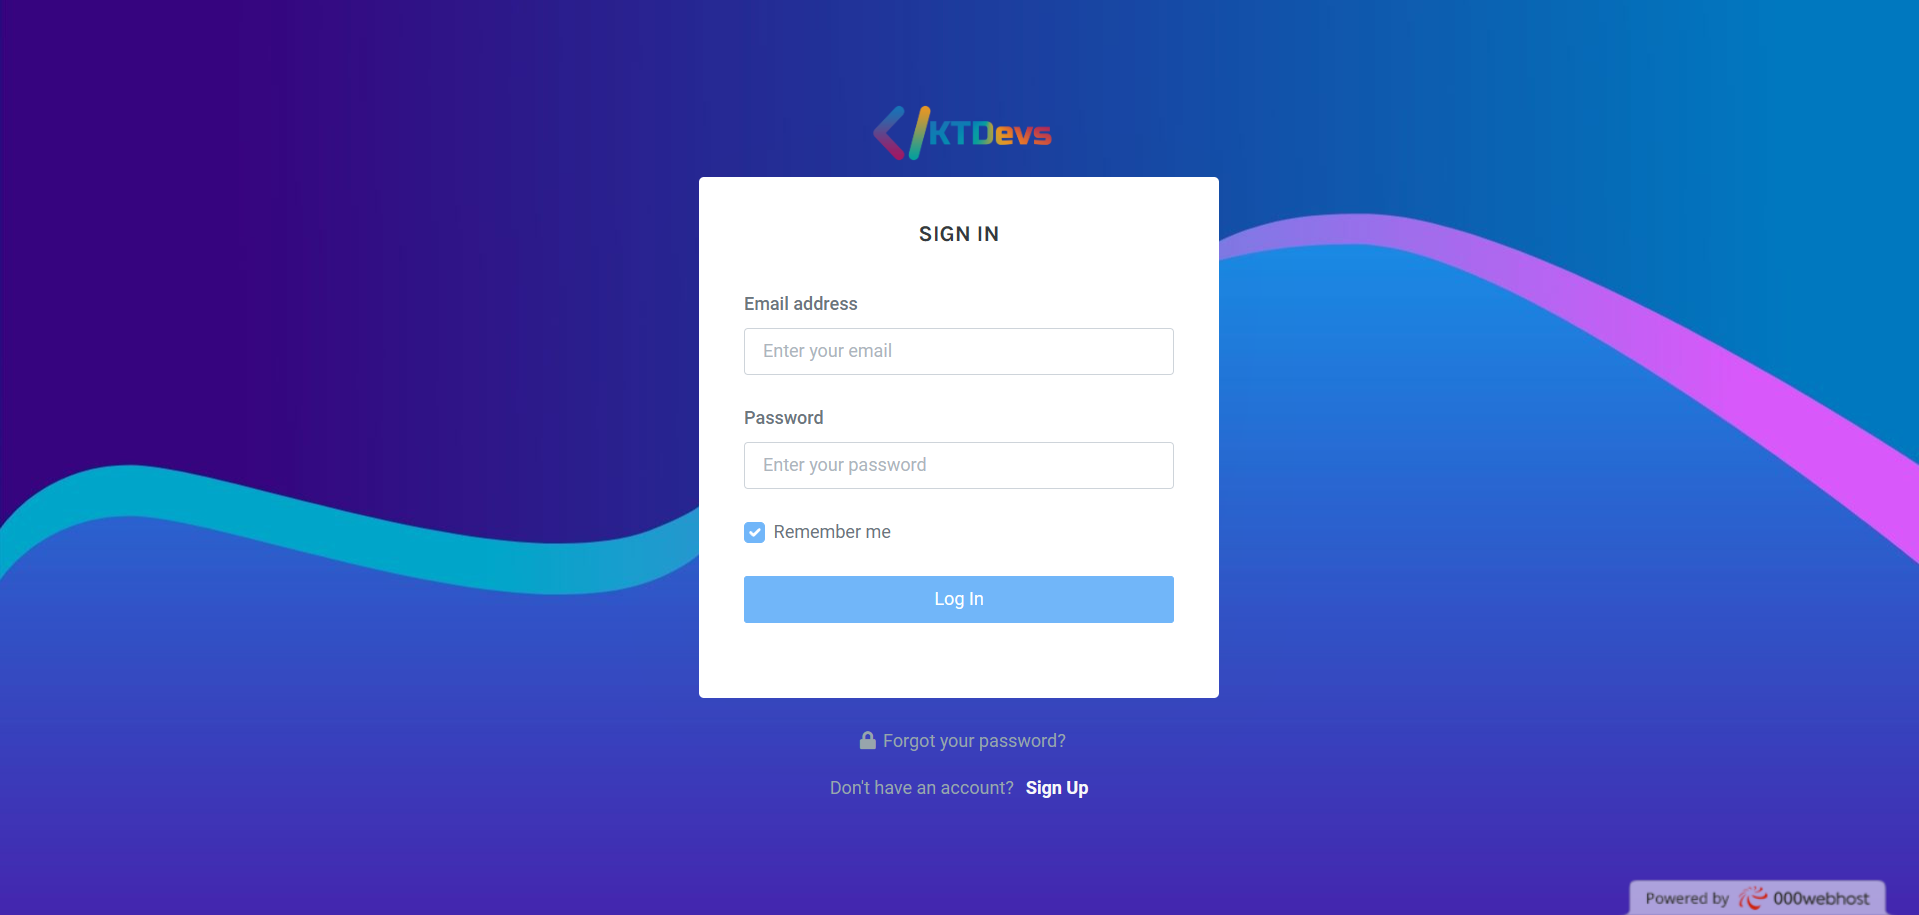 KTDevs
SIGN IN
Email address
Enter your email
Password
Enter your password
Remember me
Log In
Forgot your password?
Don't have an account? Sign Up
Powered by 000webhost